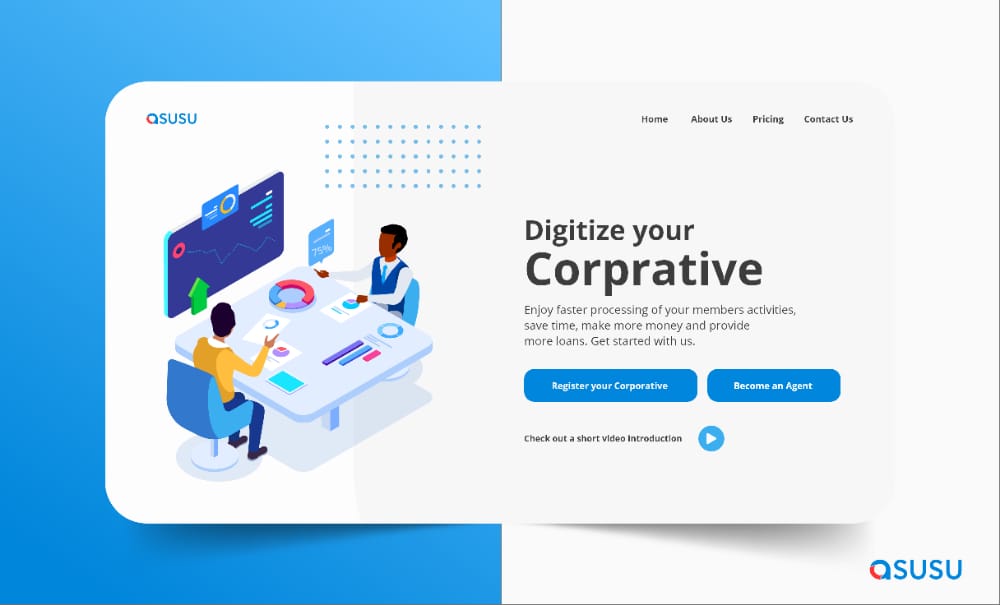 asusu
Home About Us Pricing Contact Us
75%
Digitize your
Corprative
Enjoy faster processing of your members activities,
save time, make more money and provide
more loans. Get started with us.
Register your Corporative Become an Agent
Check out a short video introduction
asusu